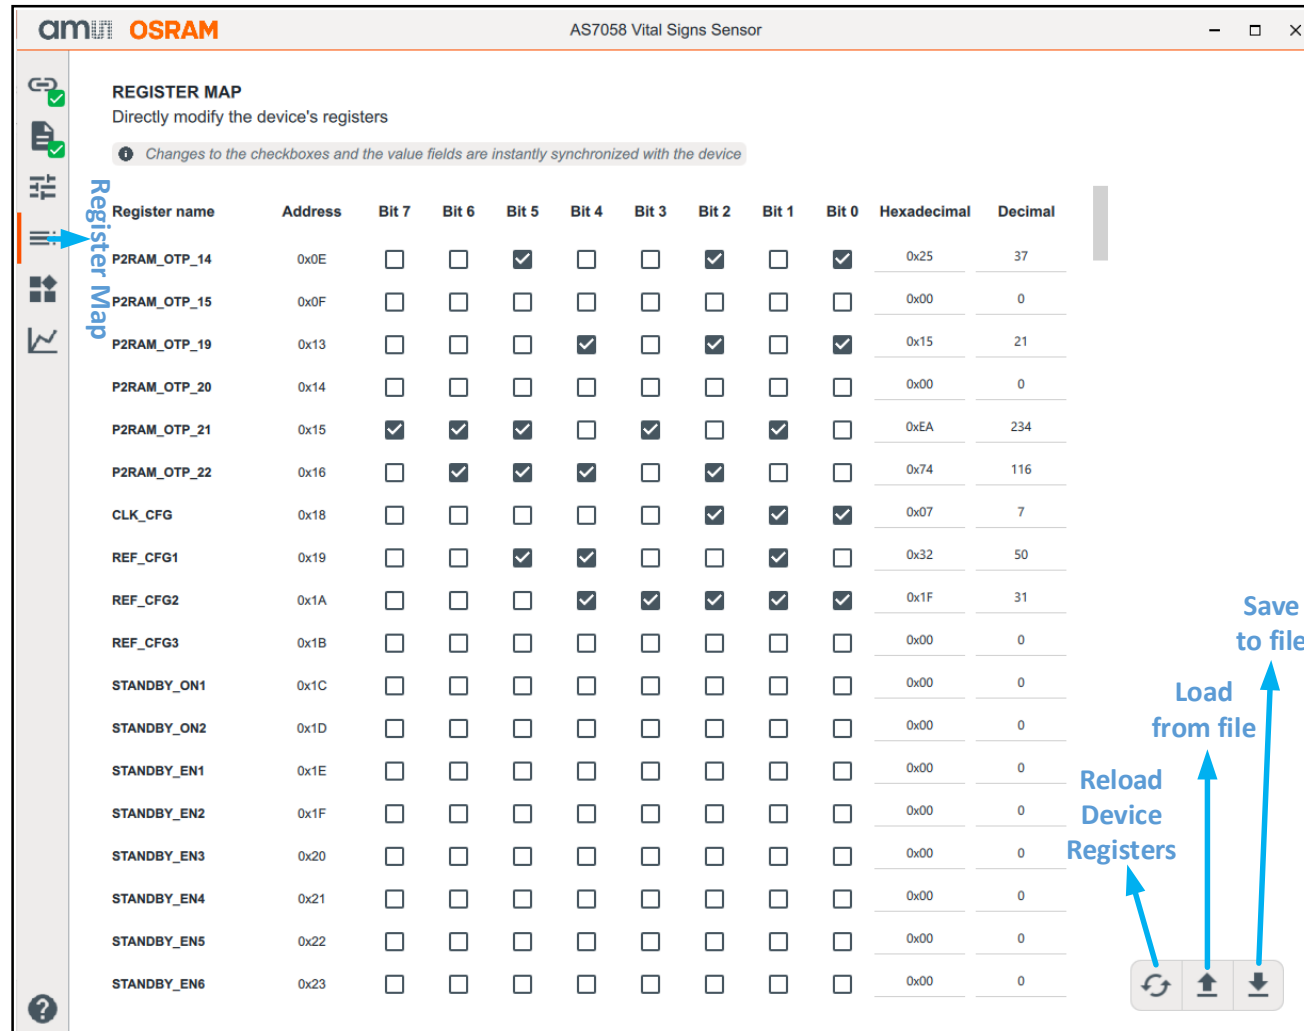 am OSRAM
AS7058 Vital Signs Sensor
REGISTER MAP
Directly modify the device's registers
Changes to the checkboxes and the value fields are instantly synchronized with the device
Register Map
Register name Address Bit 7 Bit 6 Bit 5 Bit 4 Bit 3 Bit 2 Bit 1 Bit 0 Hexadecimal Decimal
P2RAM_OTP_14 0x0E 0x25 37
P2RAM_OTP_15 0x0F 0x00 0
P2RAM_OTP_19 0x13 0x15 21
P2RAM_OTP_20 0x14 0x00 0
P2RAM_OTP_21 0x15 0xEA 234
P2RAM_OTP_22 0x16 0x74 116
CLK_CFG 0x18 0x07 7
REF_CFG1 0x19 0x32 50
REF_CFG2 0x1A 0x1F 31
REF_CFG3 0x1B 0x00 0
STANDBY_ON1 0x1C 0x00 0
STANDBY_ON2 0x1D 0x00 0
STANDBY_EN1 0x1E 0x00 0
STANDBY_EN2 0x1F 0x00 0
STANDBY_EN3 0x20 0x00 0
STANDBY_EN4 0x21 0x00 0
STANDBY_EN5 0x22 0x00 0
STANDBY_EN6 0x23 0x00 0
Save
to file
Load
from file
Reload
Device
Registers